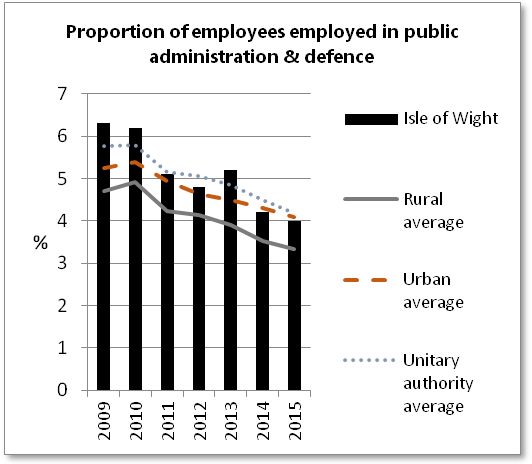 Proportion of employees employed in public
administration & defence
7
6
5
4
3
2
1
0
%
2009
2010
2011
2012
2013
2014
2015
Isle of Wight
Rural
average
Urban
average
Unitary
authority
average